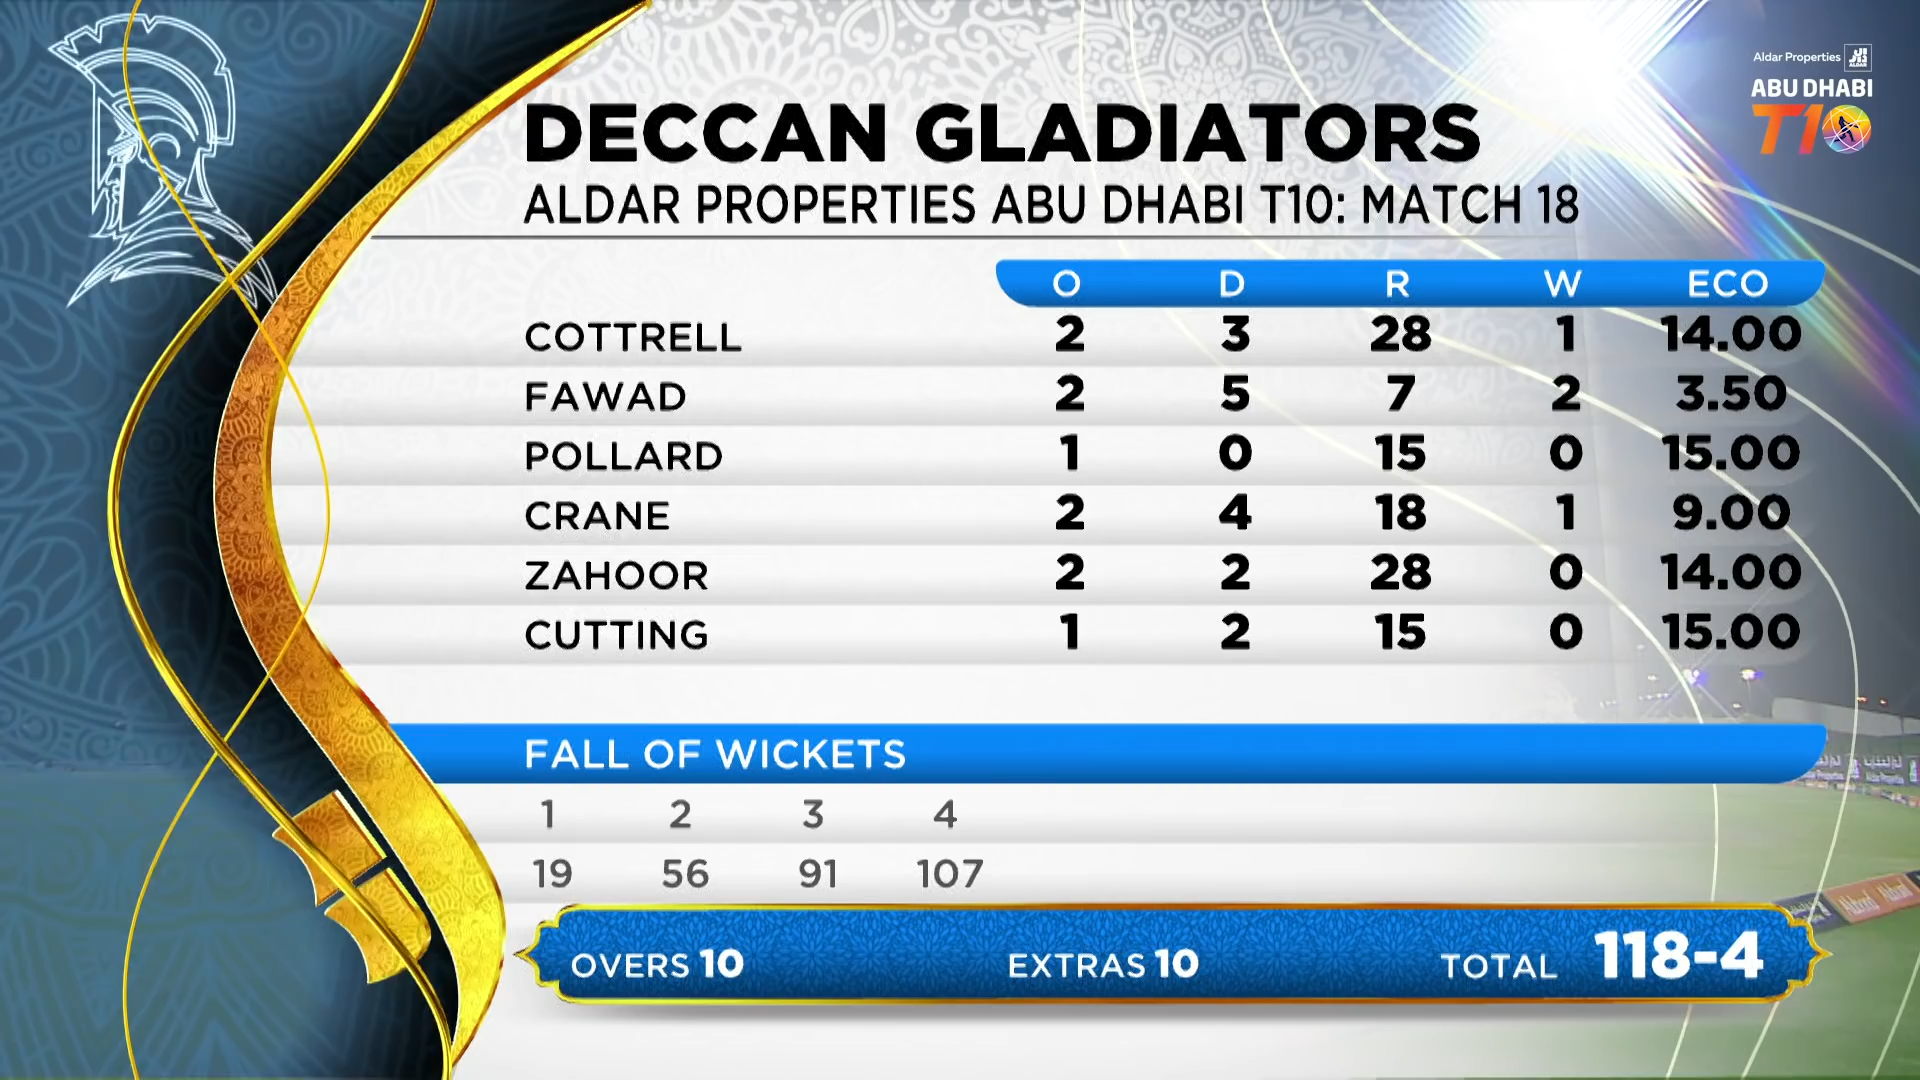 Aldar Properties ALDAR
ABU DHABI
T10
DECCAN GLADIATORS
ALDAR PROPERTIES ABU DHABI T10: MATCH 18
O D R W ECO
COTTRELL 2 3 28 1 14.00
FAWAD 2 5 7 2 3.50
POLLARD 1 0 15 0 15.00
CRANE 2 4 18 1 9.00
ZAHOOR 2 2 28 0 14.00
CUTTING 1 2 15 0 15.00
FALL OF WICKETS
1 2 3 4
19 56 91 107
OVERS 10 EXTRAS 10 TOTAL 118-4